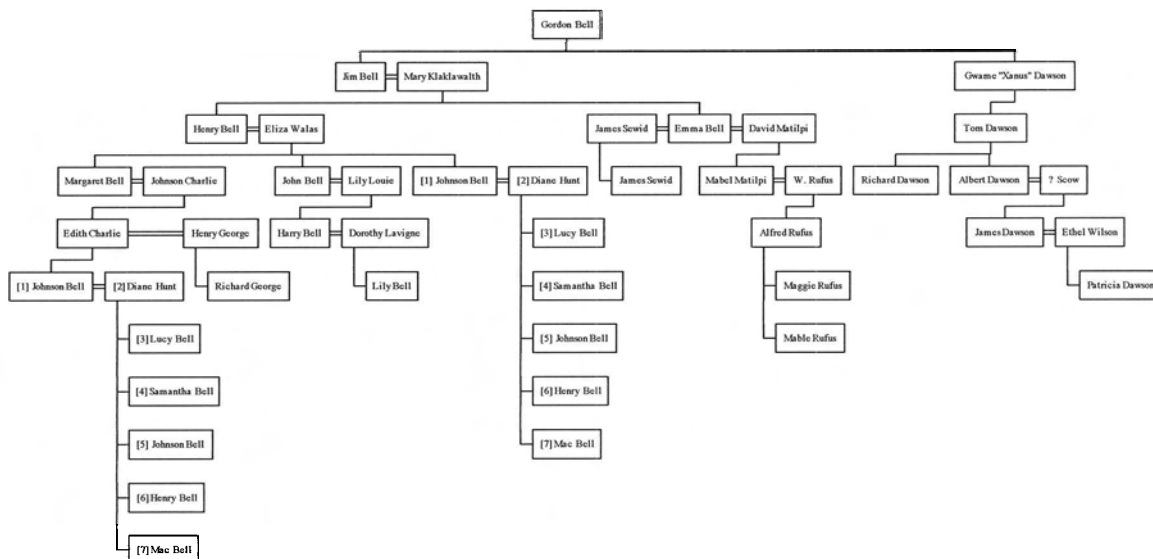 Gordon Bell
Jim Bell
Mary Klaklawalth
Gwame "Xanus" Dawson
Henry Bell
Eliza Walas
James Sewid
Emma Bell
David Matilpi
Tom Dawson
Margaret Bell
Johnson Charlie
John Bell
Lily Louie
[1] Johnson Bell
[2] Diane Hunt
James Sewid
Mabel Matilpi
W. Rufus
Richard Dawson
Albert Dawson
? Scow
Edith Charlie
Henry George
Harry Bell
Dorothy Lavigne
[3] Lucy Bell
Alfred Rufus
James Dawson
Ethel Wilson
[1] Johnson Bell
[2] Diane Hunt
Richard George
Lily Bell
[4] Samantha Bell
Maggie Rufus
Patricia Dawson
[3] Lucy Bell
[5] Johnson Bell
Mable Rufus
[4] Samantha Bell
[6] Henry Bell
[5] Johnson Bell
[7] Mac Bell
[6] Henry Bell
[7] Mac Bell